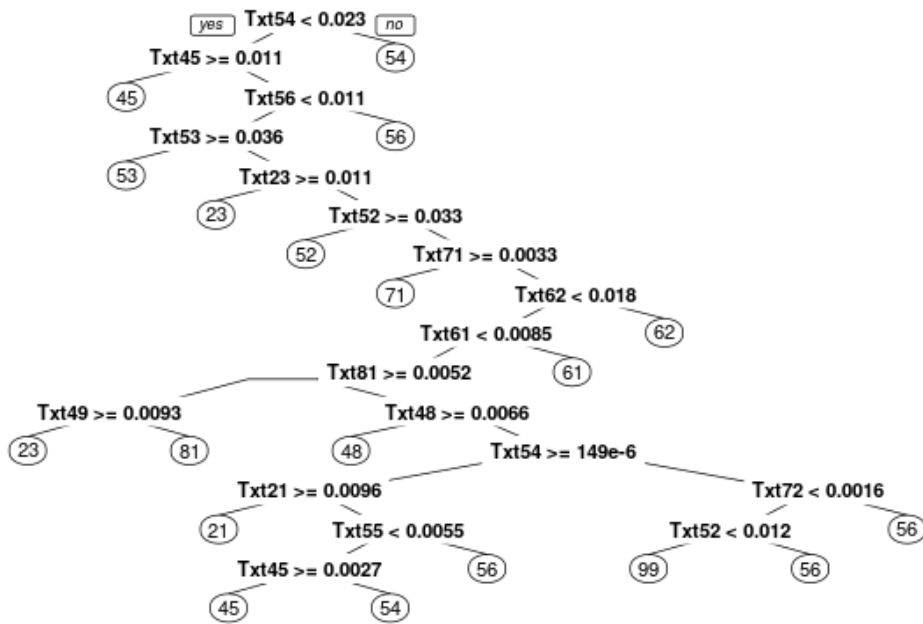 yes Txt54 < 0.023 no
Txt45 >= 0.011 54
45 Txt56 < 0.011
Txt53 >= 0.036 56
53 Txt23 >= 0.011
23 Txt52 >= 0.033
52 Txt71 >= 0.0033
71 Txt62 < 0.018
Txt61 < 0.0085 62
Txt81 >= 0.0052 61
Txt49 >= 0.0093 Txt48 >= 0.0066
23 81 48 Txt54 >= 149e-6
Txt21 >= 0.0096 Txt72 < 0.0016
21 Txt55 < 0.0055 Txt52 < 0.012 56
Txt45 >= 0.0027 56 99 56
45 54